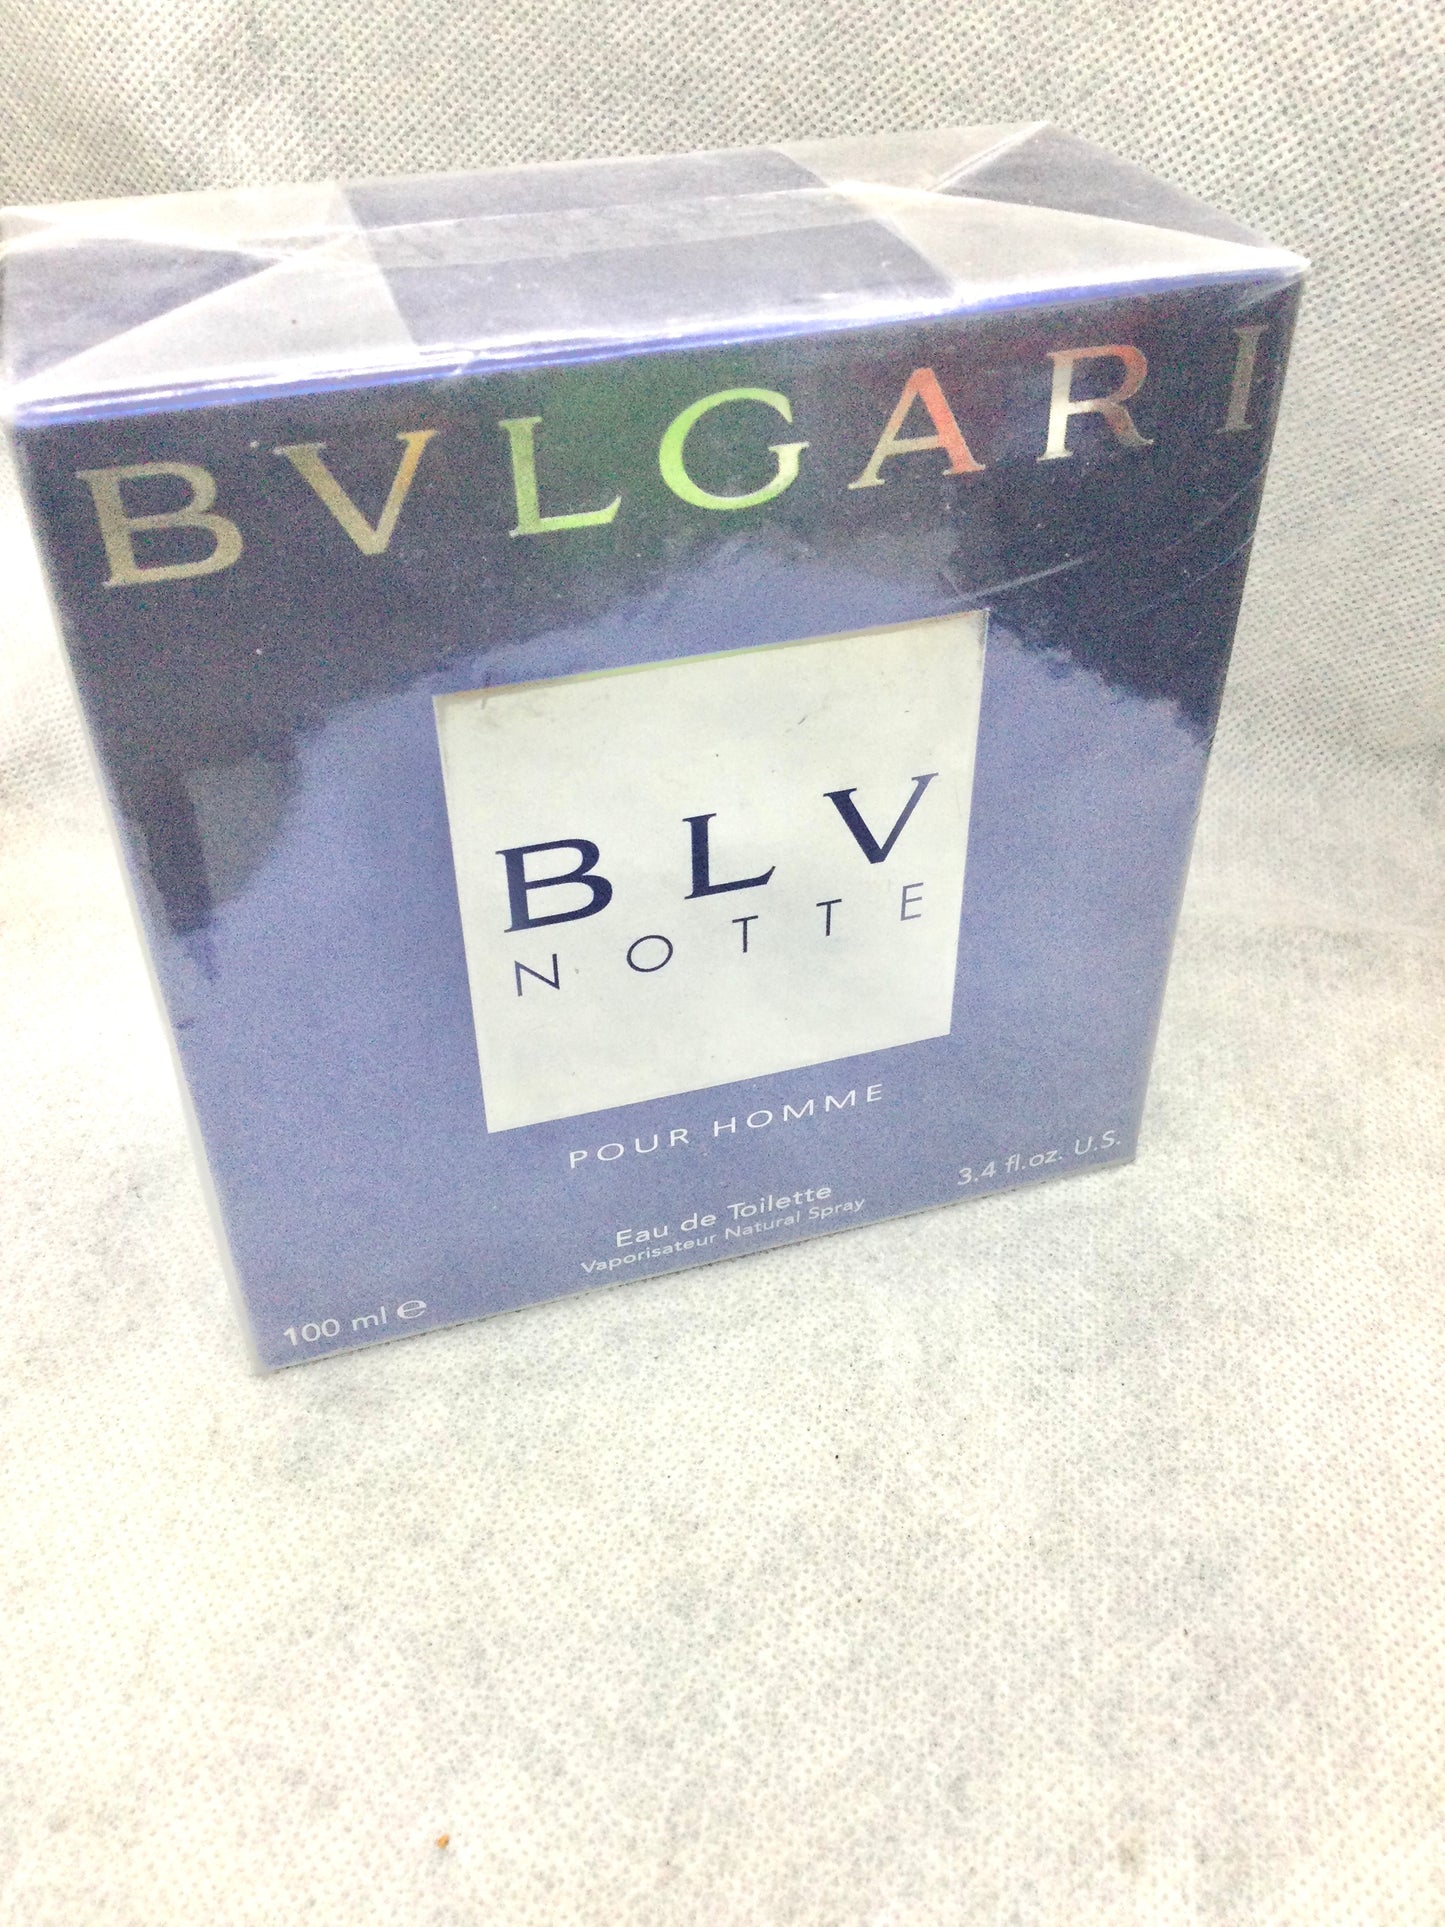 BVLGARI
BLV
NOTTE
POUR HOMME
Eau de Toilette
Vaporisateur Natural Spray
3.4 fl.oz. U.S.
100 ml ℮